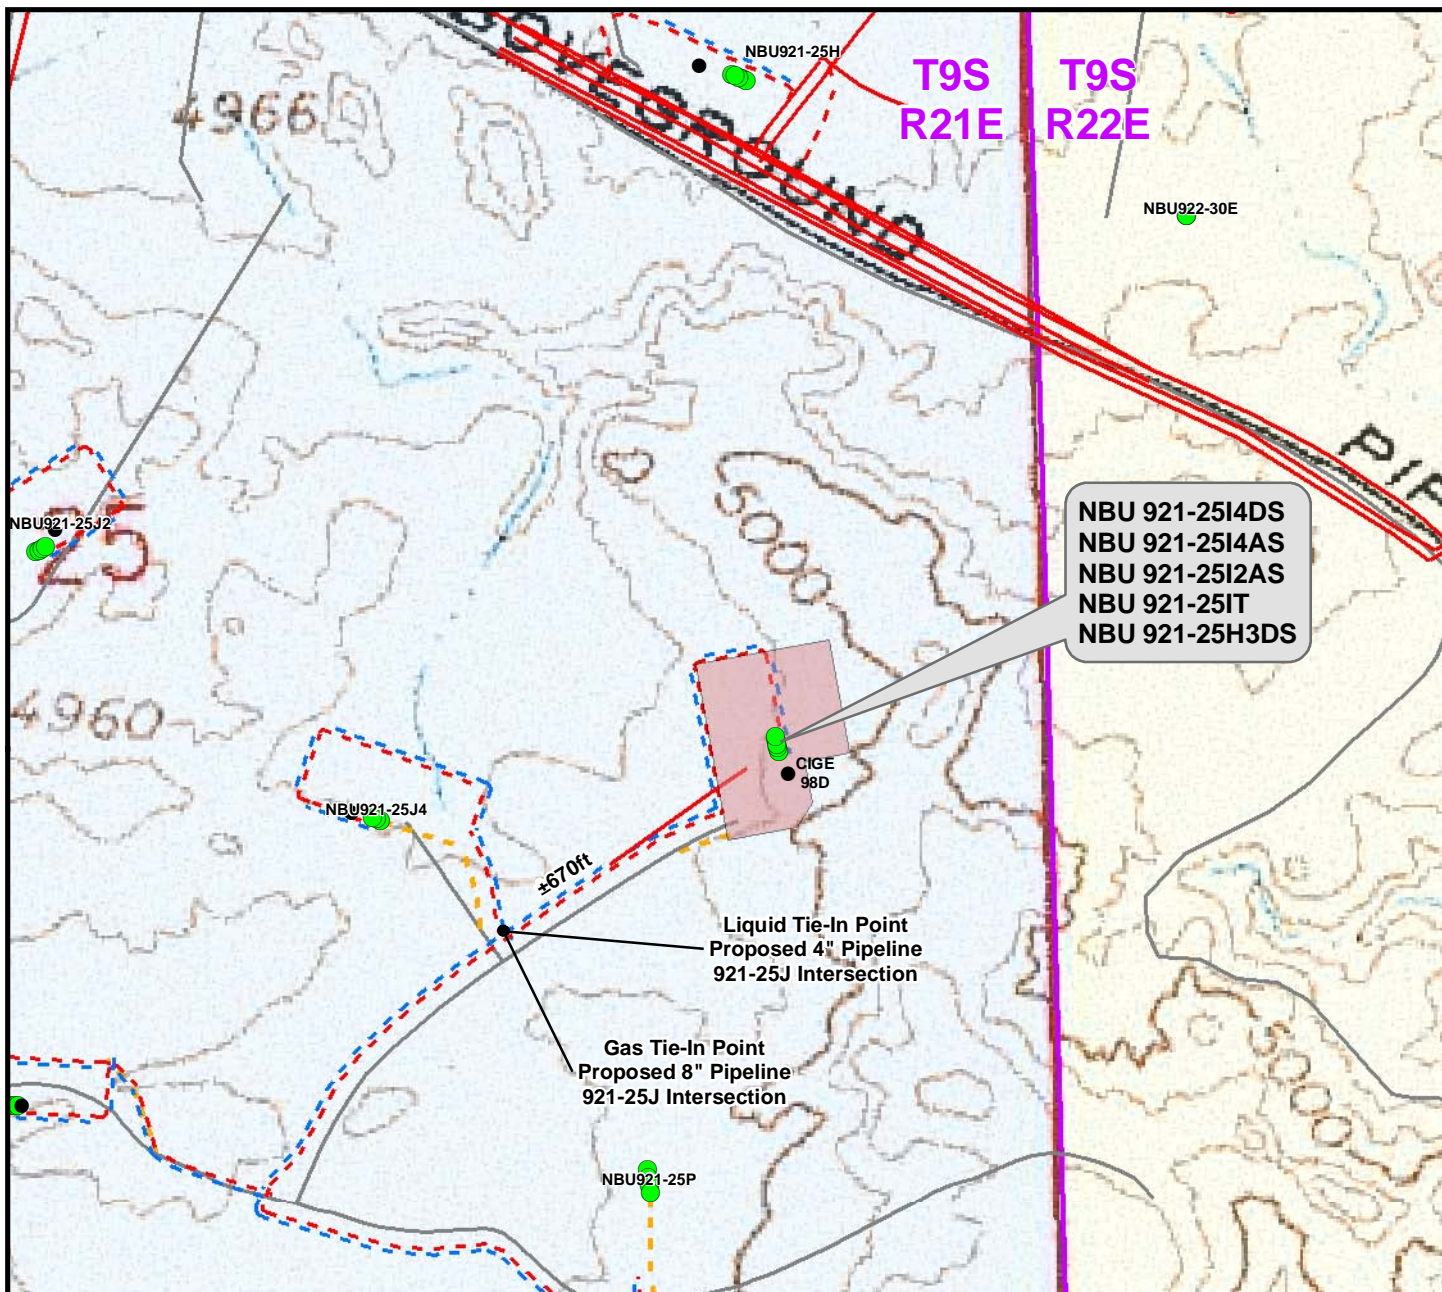 NBU921-25H
T9S
R21E
T9S
R22E
4966
GROUND
NBU922-30E
NBU921-25J2
25
5000
NBU 921-25I4DS
NBU 921-25I4AS
NBU 921-25I2AS
NBU 921-25IT
NBU 921-25H3DS
4960
CIGE
98D
NBU921-25J4
±670ft
Liquid Tie-In Point
Proposed 4" Pipeline
921-25J Intersection
Gas Tie-In Point
Proposed 8" Pipeline
921-25J Intersection
5000
NBU921-25P